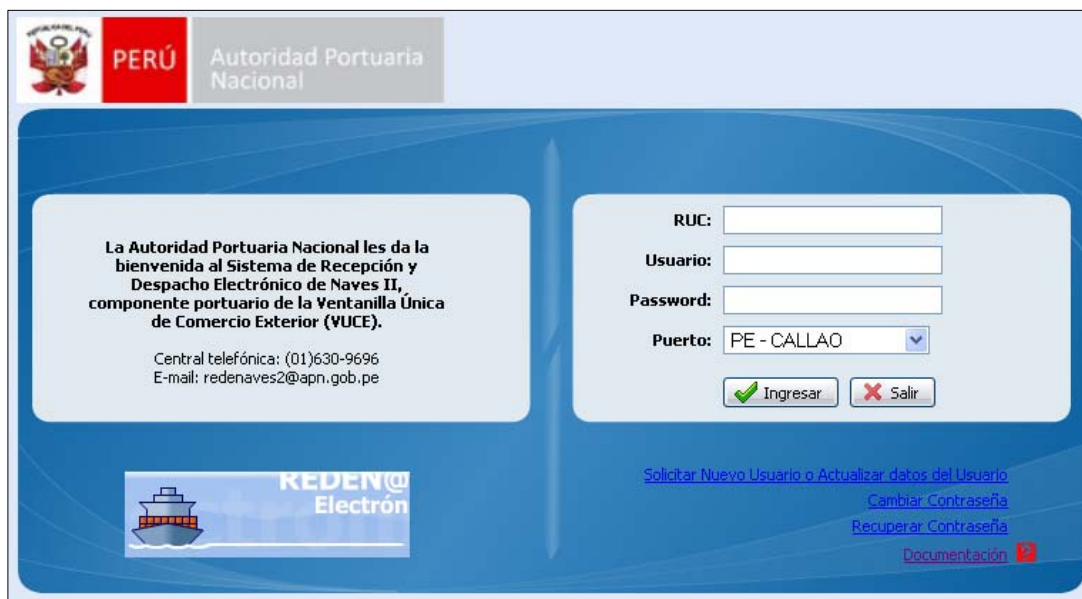 REPÚBLICA DEL PERÚ
PERÚ
Autoridad Portuaria
Nacional
La Autoridad Portuaria Nacional les da la
bienvenida al Sistema de Recepción y
Despacho Electrónico de Naves II,
componente portuario de la Ventanilla Única
de Comercio Exterior (VUCE).
Central telefónica: (01)630-9696
E-mail: redenaves2@apn.gob.pe
REDEN@
Electrón
RUC:
Usuario:
Password:
Puerto: PE - CALLAO
Ingresar Salir
Solicitar Nuevo Usuario o Actualizar datos del Usuario
Cambiar Contraseña
Recuperar Contraseña
Documentación ?